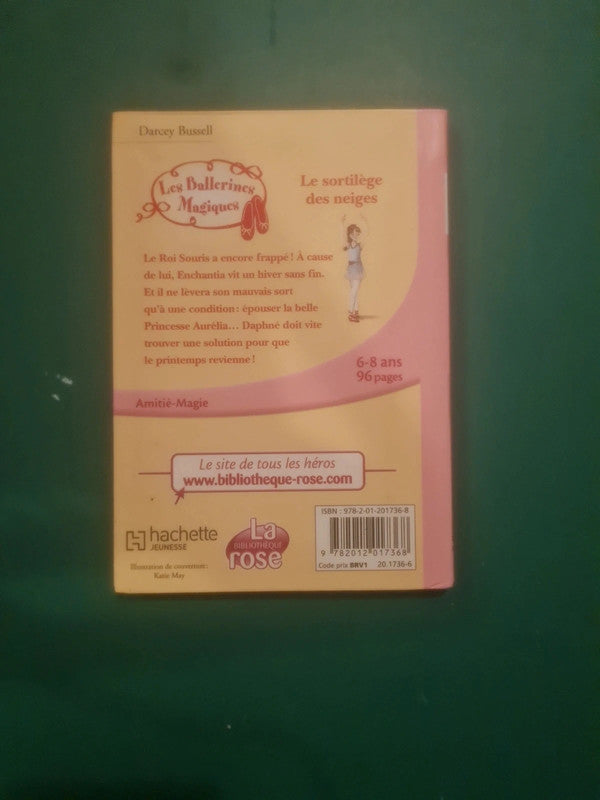 Darcey Bussell
Les Ballerines
Magiques
Le sortilège
des neiges
Le Roi Souris a encore frappé ! À cause
de lui, Enchantia vit un hiver sans fin.
Et il ne lèvera son mauvais sort
qu'à une condition : épouser la belle
Princesse Aurélia... Daphné doit vite
trouver une solution pour que
le printemps revienne !
6-8 ans
96 pages
Amitié-Magie
Le site de tous les héros
www.bibliotheque-rose.com
hachette
JEUNESSE
La
BIBLIOTHÈQUE
rose
Illustration de couverture :
Katie May
ISBN : 978-2-01-201736-8
9 782012 017368
Code prix BRV1 20.1736-6